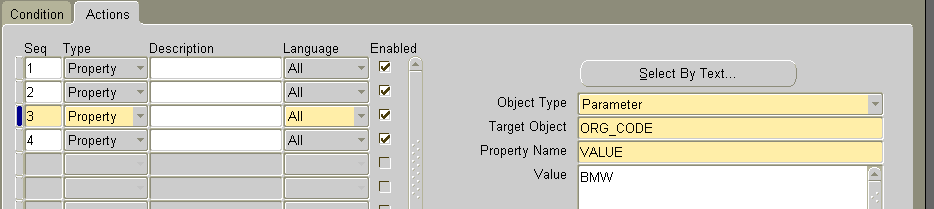 Condition Actions
Seq Type Description Language Enabled
1 Property All
2 Property All
3 Property All
4 Property All
Select By Text...
Object Type Parameter
Target Object ORG_CODE
Property Name VALUE
Value BMW